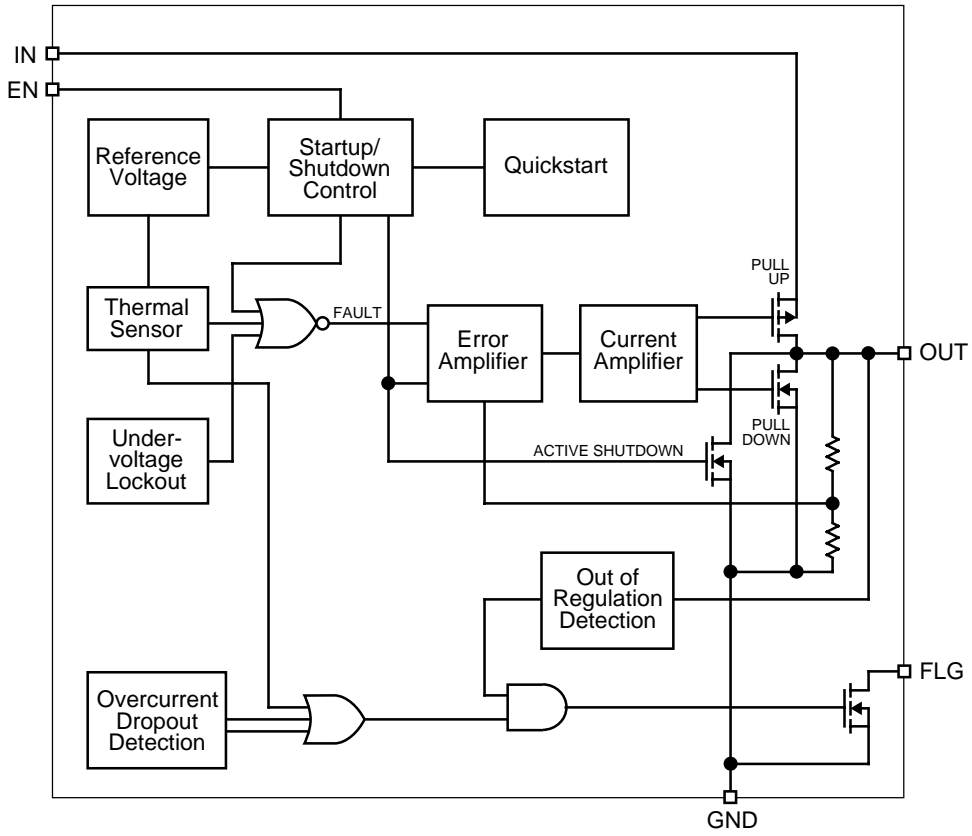 IN
EN
Reference
Voltage
Startup/
Shutdown
Control
Quickstart
PULL
UP
Thermal
Sensor
FAULT
Error
Amplifier
Current
Amplifier
OUT
PULL
DOWN
Under-
voltage
Lockout
ACTIVE SHUTDOWN
Out of
Regulation
Detection
FLG
Overcurrent
Dropout
Detection
GND